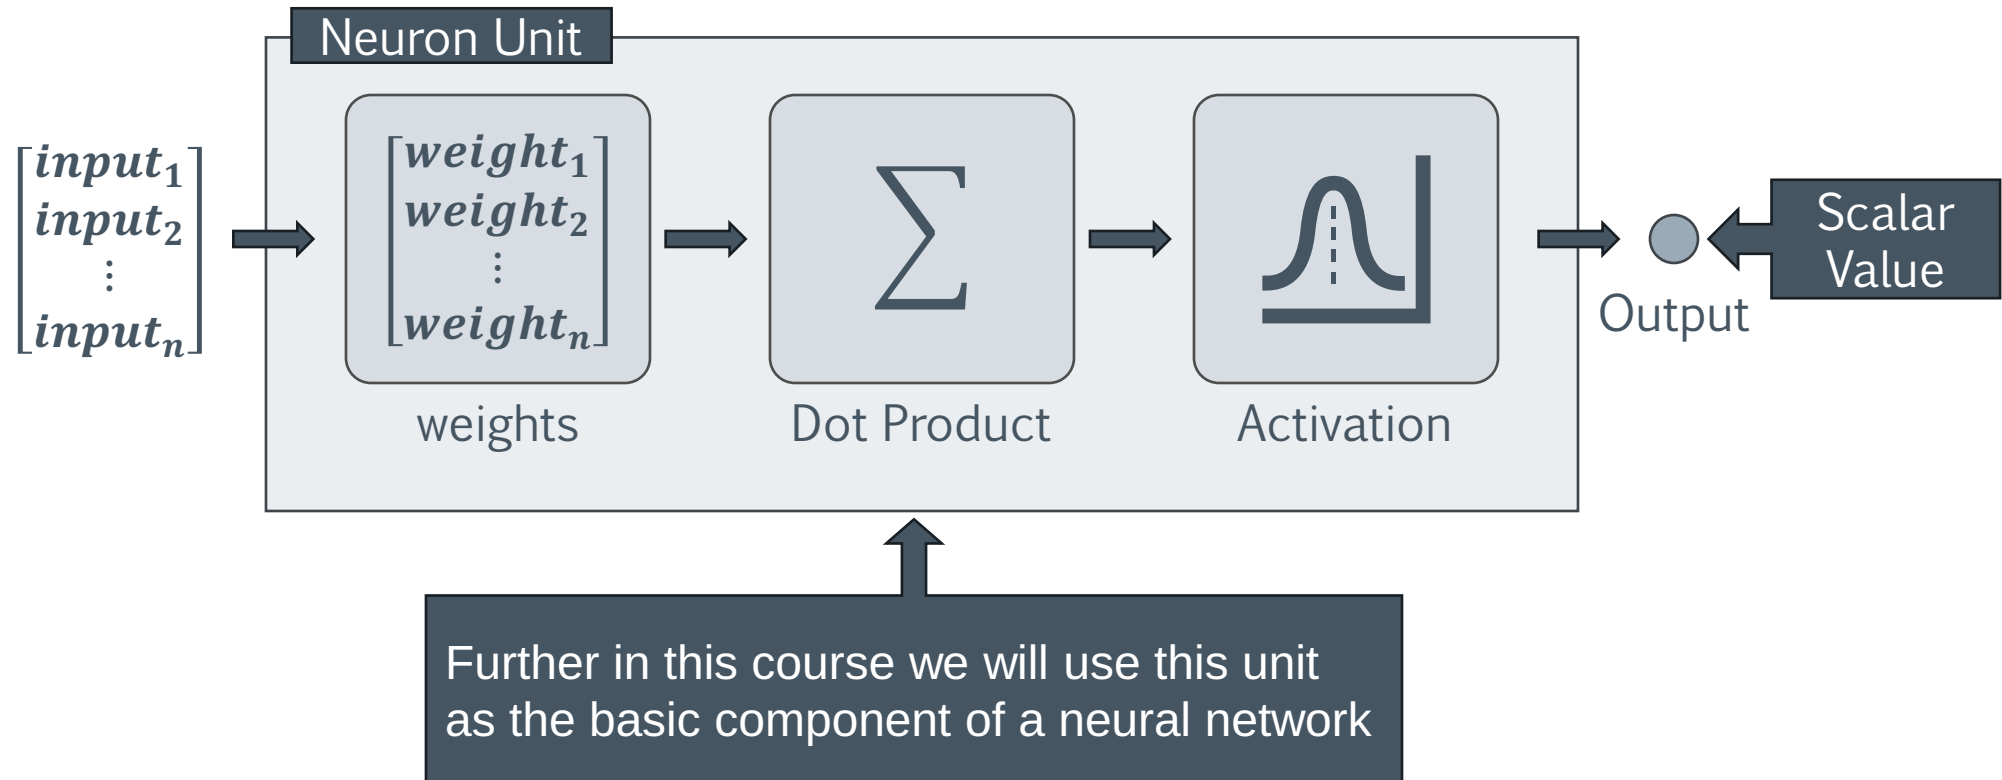 Neuron Unit
input₁
input₂
⋮
inputₙ
weight₁
weight₂
⋮
weightₙ
∑
weights
Dot Product
Activation
Output
Scalar
Value
Further in this course we will use this unit
as the basic component of a neural network